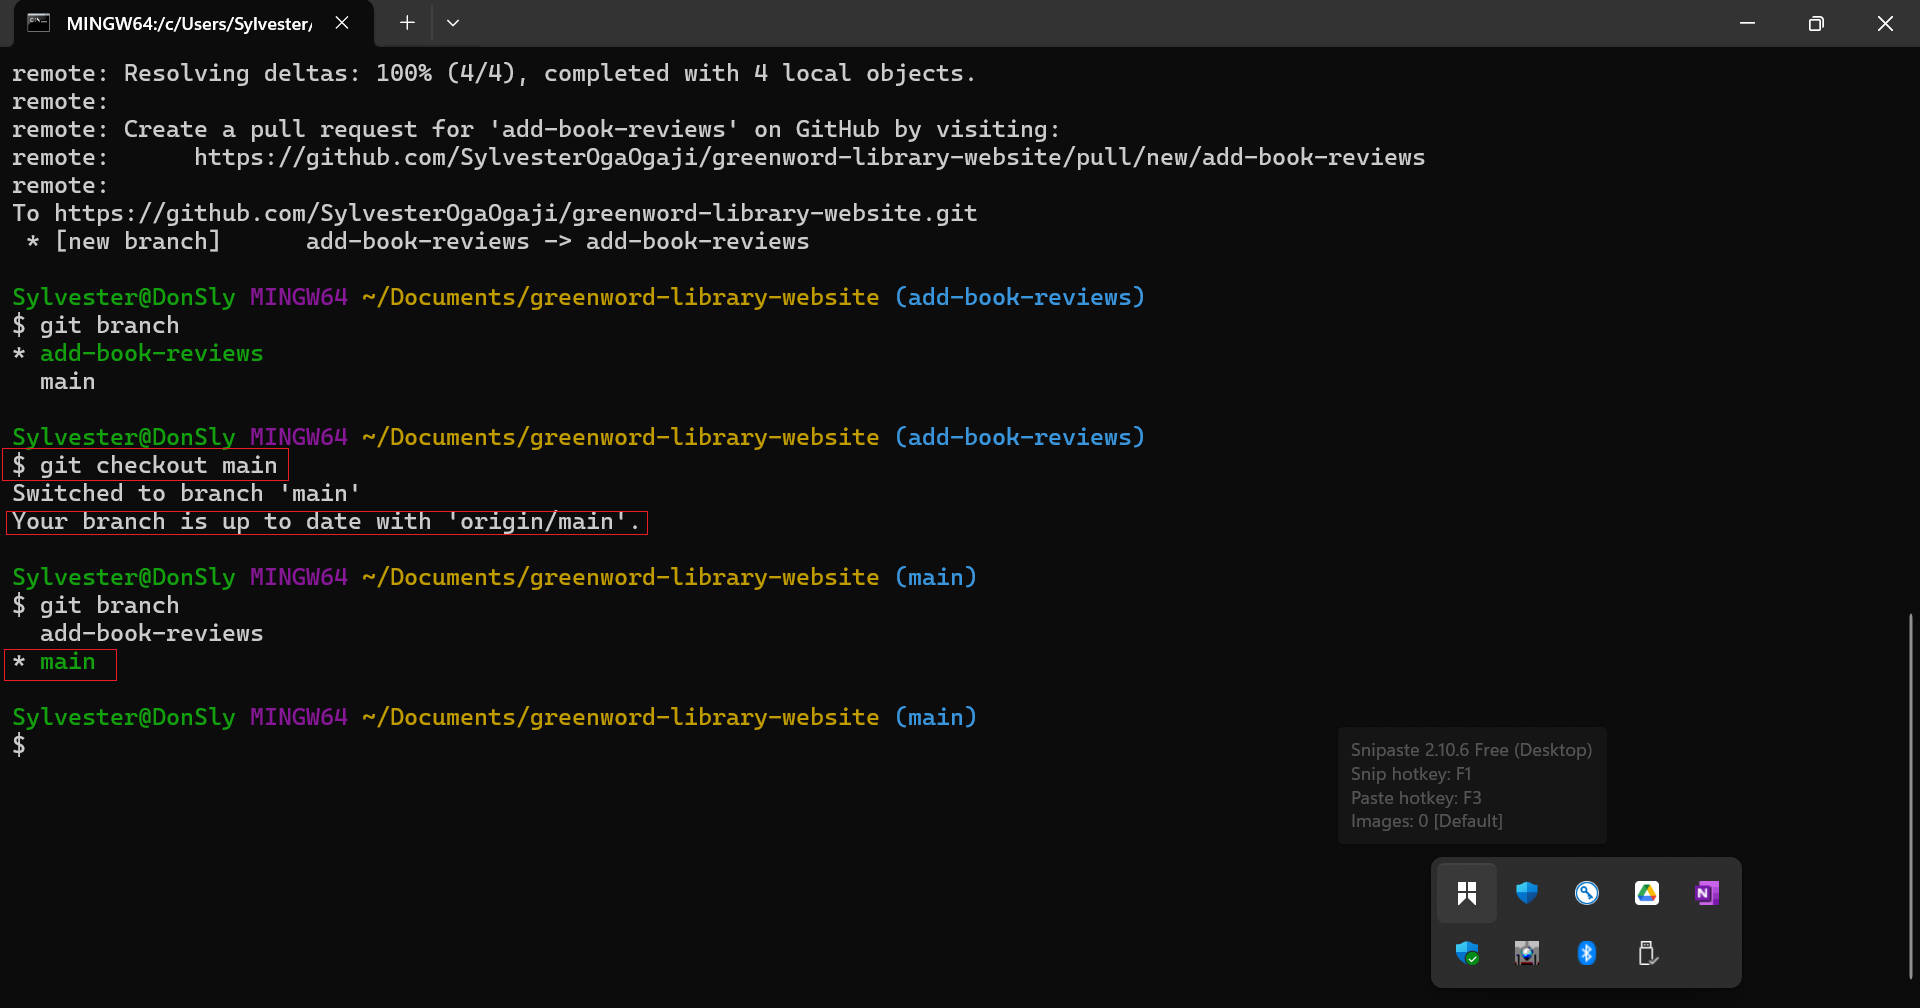 MINGW64:/c/Users/Sylvester/
remote: Resolving deltas: 100% (4/4), completed with 4 local objects.
remote:
remote: Create a pull request for 'add-book-reviews' on GitHub by visiting:
remote:      https://github.com/SylvesterOgaOgaji/greenword-library-website/pull/new/add-book-reviews
remote:
To https://github.com/SylvesterOgaOgaji/greenword-library-website.git
 * [new branch]      add-book-reviews -> add-book-reviews
Sylvester@DonSly MINGW64 ~/Documents/greenword-library-website (add-book-reviews)
$ git branch
* add-book-reviews
  main
Sylvester@DonSly MINGW64 ~/Documents/greenword-library-website (add-book-reviews)
$ git checkout main
Switched to branch 'main'
Your branch is up to date with 'origin/main'.
Sylvester@DonSly MINGW64 ~/Documents/greenword-library-website (main)
$ git branch
  add-book-reviews
* main
Sylvester@DonSly MINGW64 ~/Documents/greenword-library-website (main)
$
Snipaste 2.10.6 Free (Desktop)
Snip hotkey: F1
Paste hotkey: F3
Images: 0 [Default]
N